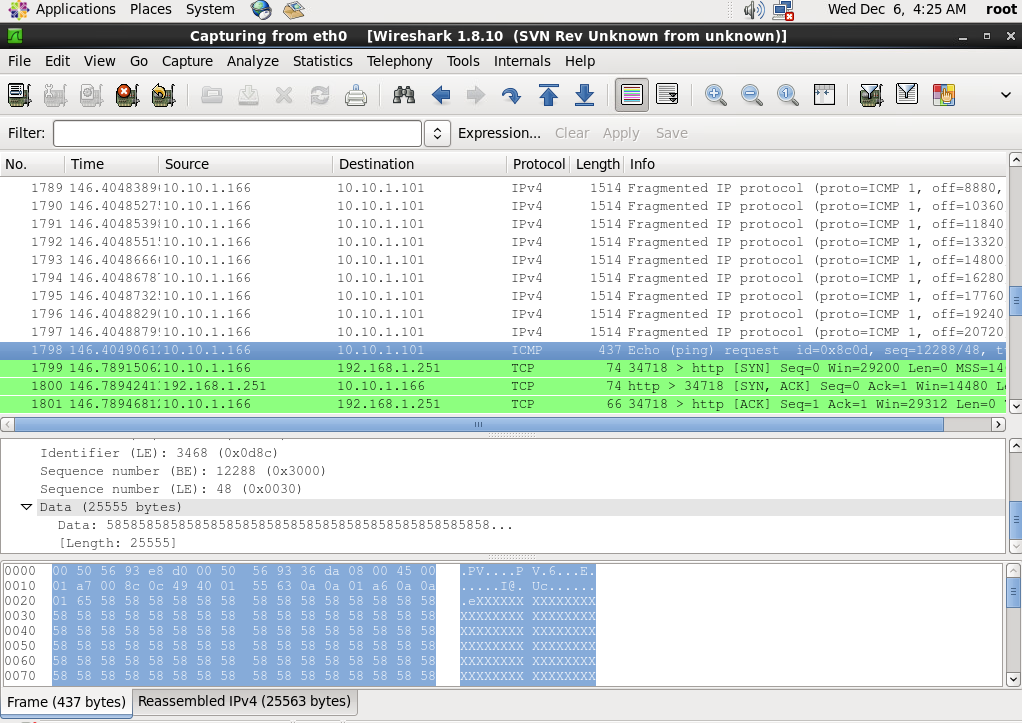 Applications Places System Wed Dec 6, 4:25 AM root
Capturing from eth0 [Wireshark 1.8.10 (SVN Rev Unknown from unknown)]
File Edit View Go Capture Analyze Statistics Telephony Tools Internals Help
Filter: Expression... Clear Apply Save
No. Time Source Destination Protocol Length Info
1789 146.4048389 10.10.1.166 10.10.1.101 IPv4 1514 Fragmented IP protocol (proto=ICMP 1, off=8880,
1790 146.4048527 10.10.1.166 10.10.1.101 IPv4 1514 Fragmented IP protocol (proto=ICMP 1, off=10360
1791 146.4048539 10.10.1.166 10.10.1.101 IPv4 1514 Fragmented IP protocol (proto=ICMP 1, off=11840
1792 146.4048551 10.10.1.166 10.10.1.101 IPv4 1514 Fragmented IP protocol (proto=ICMP 1, off=13320
1793 146.4048666 10.10.1.166 10.10.1.101 IPv4 1514 Fragmented IP protocol (proto=ICMP 1, off=14800
1794 146.4048678 10.10.1.166 10.10.1.101 IPv4 1514 Fragmented IP protocol (proto=ICMP 1, off=16280
1795 146.4048732 10.10.1.166 10.10.1.101 IPv4 1514 Fragmented IP protocol (proto=ICMP 1, off=17760
1796 146.4048829 10.10.1.166 10.10.1.101 IPv4 1514 Fragmented IP protocol (proto=ICMP 1, off=19240
1797 146.4048879 10.10.1.166 10.10.1.101 IPv4 1514 Fragmented IP protocol (proto=ICMP 1, off=20720
1798 146.4049061 10.10.1.166 10.10.1.101 ICMP 437 Echo (ping) request id=0x8c0d, seq=12288/48, t
1799 146.7891506 10.10.1.166 192.168.1.251 TCP 74 34718 > http [SYN] Seq=0 Win=29200 Len=0 MSS=14
1800 146.7894241 192.168.1.251 10.10.1.166 TCP 74 http > 34718 [SYN, ACK] Seq=0 Ack=1 Win=14480 L
1801 146.7894681 10.10.1.166 192.168.1.251 TCP 66 34718 > http [ACK] Seq=1 Ack=1 Win=29312 Len=0
Identifier (LE): 3468 (0x0d8c)
Sequence number (BE): 12288 (0x3000)
Sequence number (LE): 48 (0x0030)
Data (25555 bytes)
Data: 585858585858585858585858585858585858585858585858...
[Length: 25555]
0000 00 50 56 93 e8 d0 00 50 56 93 36 da 08 00 45 00 .PV....P V.6...E.
0010 01 a7 00 8c 0c 49 40 01 55 63 0a 0a 01 a6 0a 0a .....I@. Uc......
0020 01 65 58 58 58 58 58 58 58 58 58 58 58 58 58 58 .eXXXXXX XXXXXXXX
0030 58 58 58 58 58 58 58 58 58 58 58 58 58 58 58 58 XXXXXXXX XXXXXXXX
0040 58 58 58 58 58 58 58 58 58 58 58 58 58 58 58 58 XXXXXXXX XXXXXXXX
0050 58 58 58 58 58 58 58 58 58 58 58 58 58 58 58 58 XXXXXXXX XXXXXXXX
0060 58 58 58 58 58 58 58 58 58 58 58 58 58 58 58 58 XXXXXXXX XXXXXXXX
0070 58 58 58 58 58 58 58 58 58 58 58 58 58 58 58 58 XXXXXXXX XXXXXXXX
Frame (437 bytes) Reassembled IPv4 (25563 bytes)